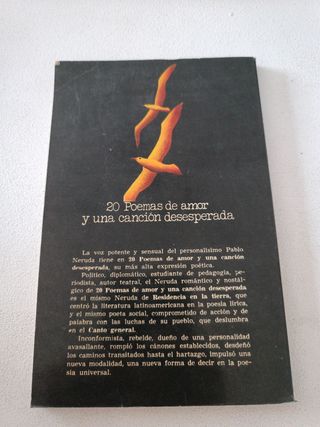 20 Poemas de amor
y una canción desesperada
La voz potente y sensual del personalísimo Pablo
Neruda tiene en 20 Poemas de amor y una canción
desesperada, su más alta expresión poética.
Político, diplomático, estudiante de pedagogía, pe-
riodista, autor teatral, el Neruda romántico y nostál-
gico de 20 Poemas de amor y una canción desesperada
es el mismo Neruda de Residencia en la tierra, que
centró la literatura latinoamericana en la poesía lírica,
y el mismo poeta social, comprometido de acción y de
palabra con las luchas de su pueblo, que deslumbra
en el Canto general.
Inconformista, rebelde, dueño de una personalidad
avasallante, rompió los cánones establecidos, desdeñó
los caminos transitados hasta el hartazgo, impulsó una
nueva modalidad, una nueva forma de decir en la poe-
sía universal.